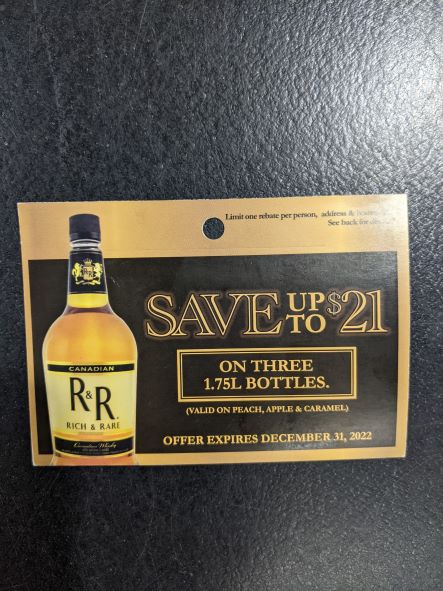 Limit one rebate per person, address &
See back for
SAVE UP TO $21
ON THREE
1.75L BOTTLES.
(VALID ON PEACH, APPLE & CARAMEL)
OFFER EXPIRES DECEMBER 31, 2022
CANADIAN
R&R
RICH & RARE
Canadian Whisky